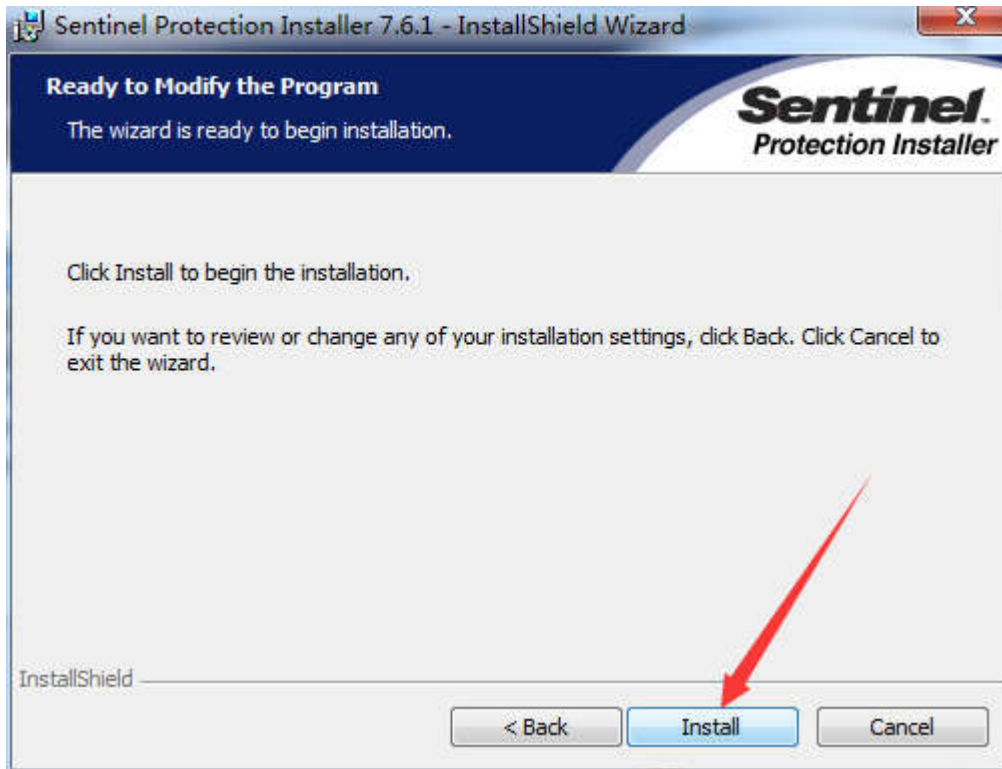 Sentinel Protection Installer 7.6.1 - InstallShield Wizard
Ready to Modify the Program
The wizard is ready to begin installation.
Sentinel.
Protection Installer
Click Install to begin the installation.
If you want to review or change any of your installation settings, click Back. Click Cancel to
exit the wizard.
InstallShield
< Back
Install
Cancel